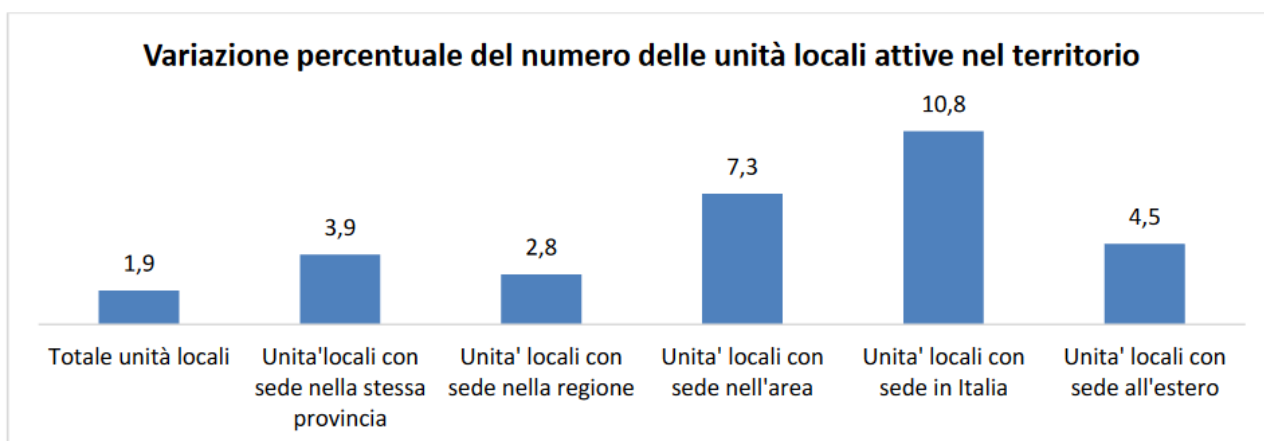 Variazione percentuale del numero delle unità locali attive nel territorio
10,8
7,3
4,5
3,9
2,8
1,9
Totale unità locali
Unita'locali con
sede nella stessa
provincia
Unita' locali con
sede nella regione
Unita' locali con
sede nell'area
Unita' locali con
sede in Italia
Unita' locali con
sede all'estero